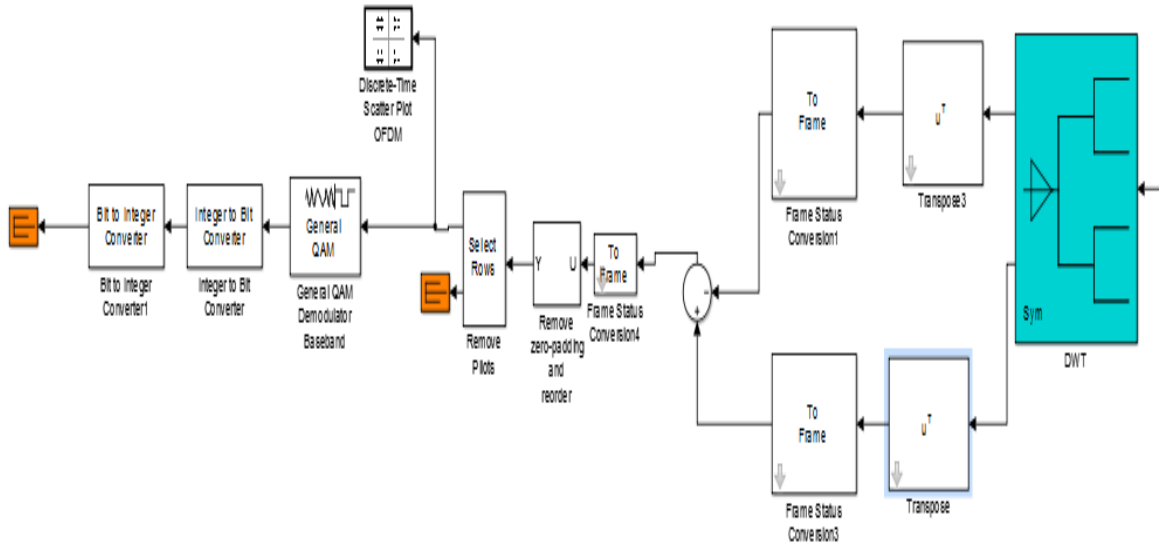 Discrete-Time
Scatter Plot
OFDM
Bit to Integer
Converter
Bit to Integer
Converter1
Integer to Bit
Converter
Integer to Bit
Converter
General
QAM
General QAM
Demodulator
Baseband
Select
Rows
Remove
Pilots
Y U
Remove
zero-padding
and
reorder
To
Frame
Frame Status
Conversion4
−
+
To
Frame
Frame Status
Conversion1
u^T
Transpose3
To
Frame
Frame Status
Conversion3
u^T
Transpose
Sym
DWT